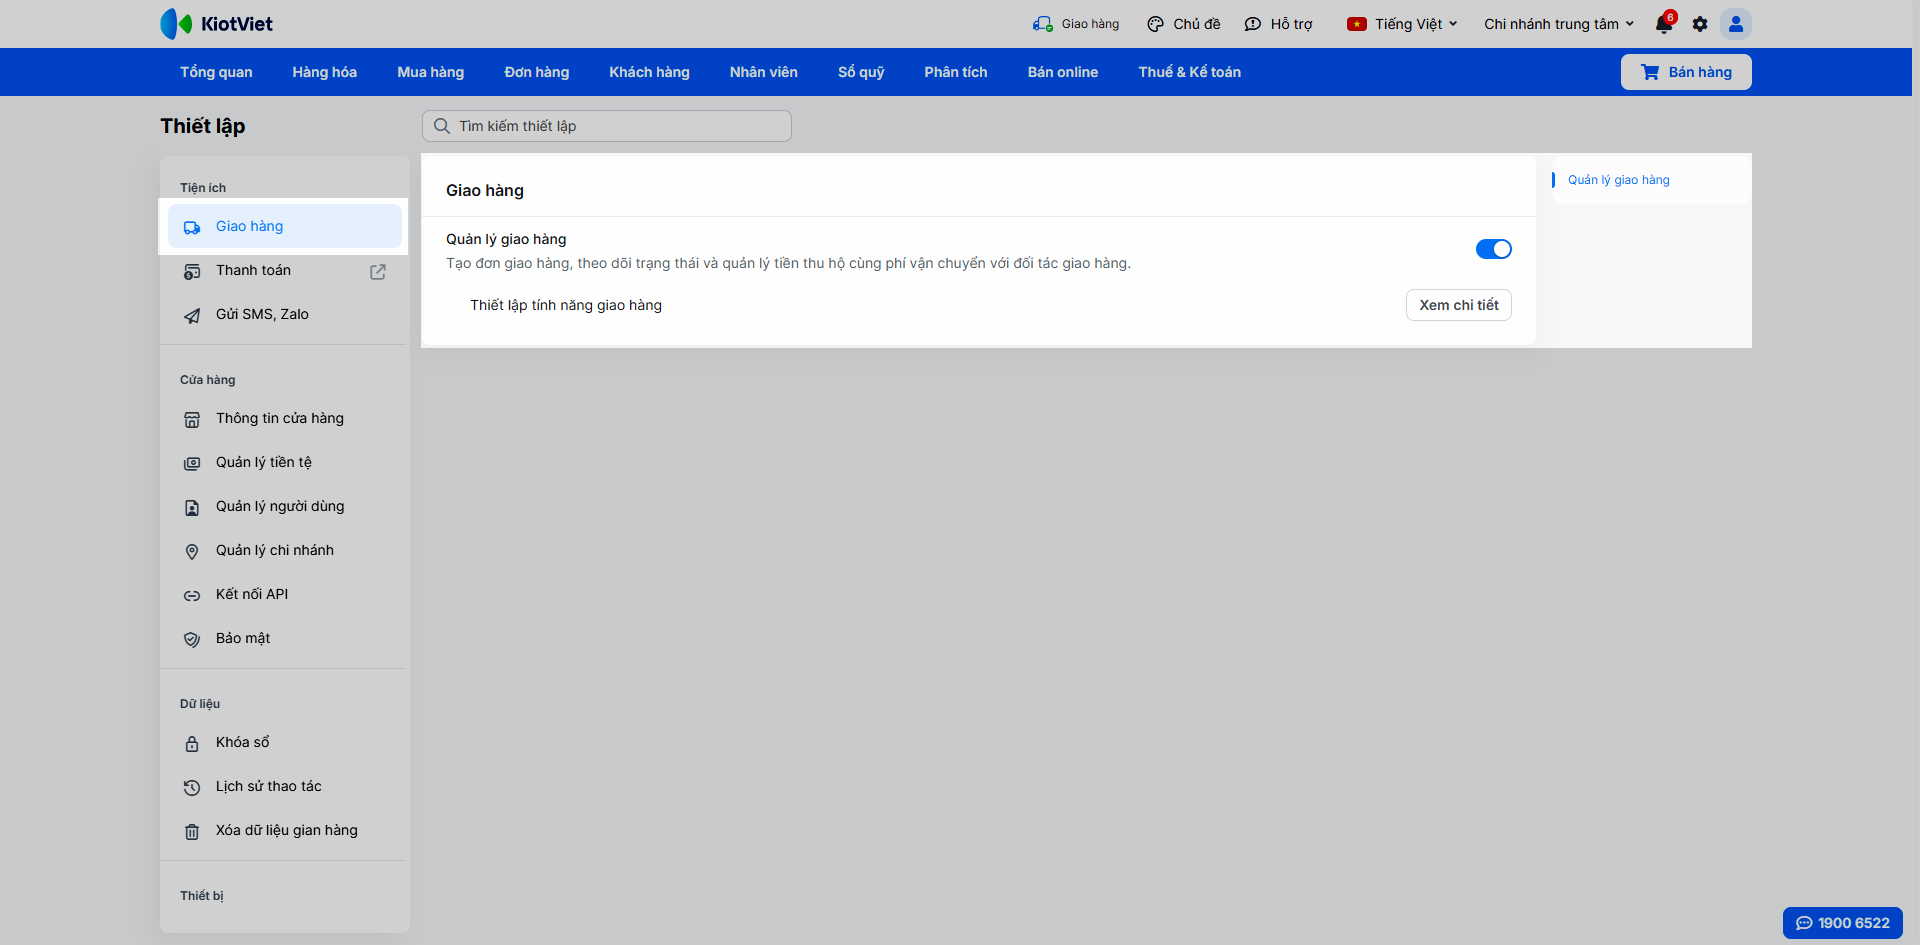 KiotViet
Giao hàng
Chủ đề
Hỗ trợ
Tiếng Việt
Chi nhánh trung tâm
6
Tổng quan
Hàng hóa
Mua hàng
Đơn hàng
Khách hàng
Nhân viên
Sổ quỹ
Phân tích
Bán online
Thuế & Kế toán
Bán hàng
Thiết lập
Tìm kiếm thiết lập
Tiện ích
Giao hàng
Thanh toán
Gửi SMS, Zalo
Cửa hàng
Thông tin cửa hàng
Quản lý tiền tệ
Quản lý người dùng
Quản lý chi nhánh
Kết nối API
Bảo mật
Dữ liệu
Khóa sổ
Lịch sử thao tác
Xóa dữ liệu gian hàng
Thiết bị
Giao hàng
Quản lý giao hàng
Tạo đơn giao hàng, theo dõi trạng thái và quản lý tiền thu hộ cùng phí vận chuyển với đối tác giao hàng.
Thiết lập tính năng giao hàng
Xem chi tiết
Quản lý giao hàng
1900 6522